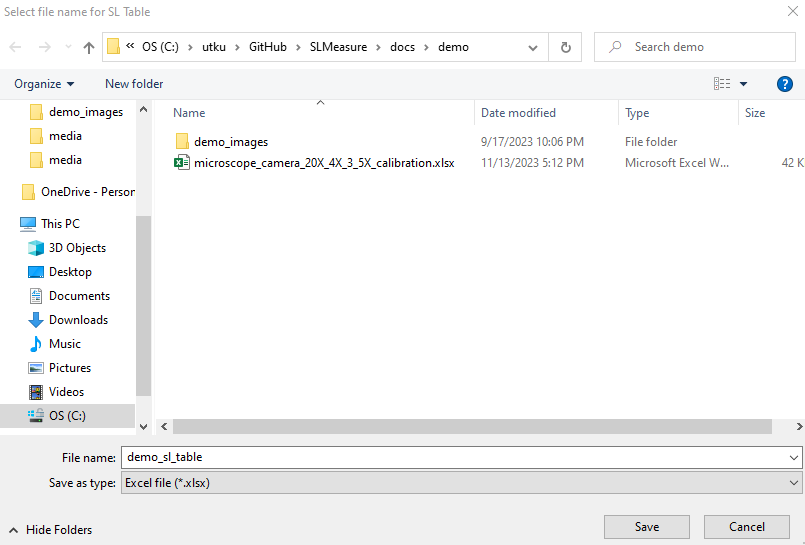 Select file name for SL Table
« OS (C:) › utku › GitHub › SLMeasure › docs › demo
Search demo
Organize
New folder
?
demo_images
media
media
OneDrive - Person
This PC
3D Objects
Desktop
Documents
Downloads
Music
Pictures
Videos
OS (C:)
Name Date modified Type Size
demo_images 9/17/2023 10:06 PM File folder
microscope_camera_20X_4X_3_5X_calibration.xlsx 11/13/2023 5:12 PM Microsoft Excel W... 42 K
File name: demo_sl_table
Save as type: Excel file (*.xlsx)
Hide Folders
Save
Cancel